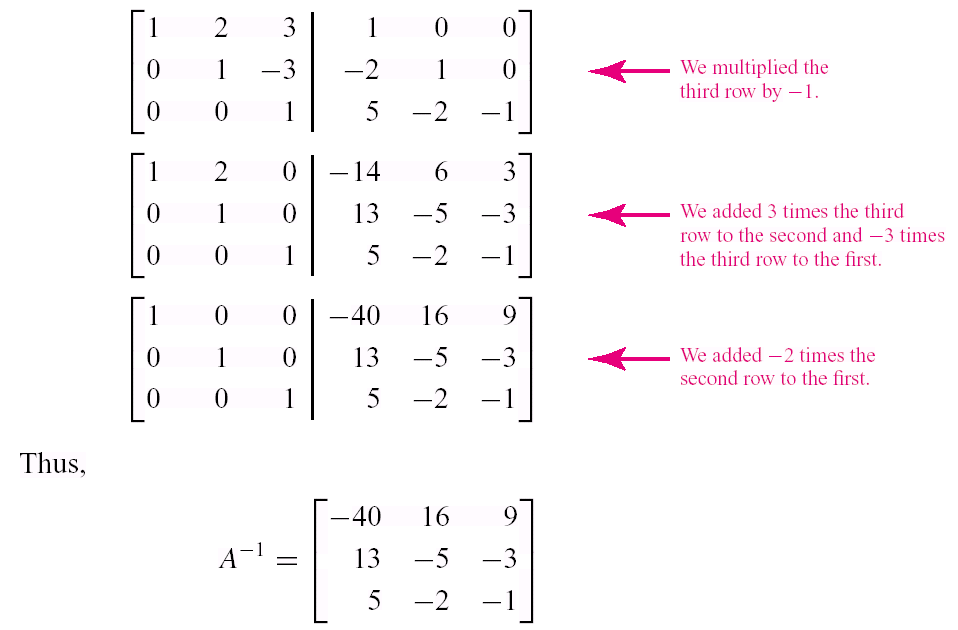 1 2 3 | 1 0 0
0 1 −3 | −2 1 0
0 0 1 | 5 −2 −1
We multiplied the
third row by −1.
1 2 0 | −14 6 3
0 1 0 | 13 −5 −3
0 0 1 | 5 −2 −1
We added 3 times the third
row to the second and −3 times
the third row to the first.
1 0 0 | −40 16 9
0 1 0 | 13 −5 −3
0 0 1 | 5 −2 −1
We added −2 times the
second row to the first.
Thus,
−40 16 9
A⁻¹ = 13 −5 −3
5 −2 −1